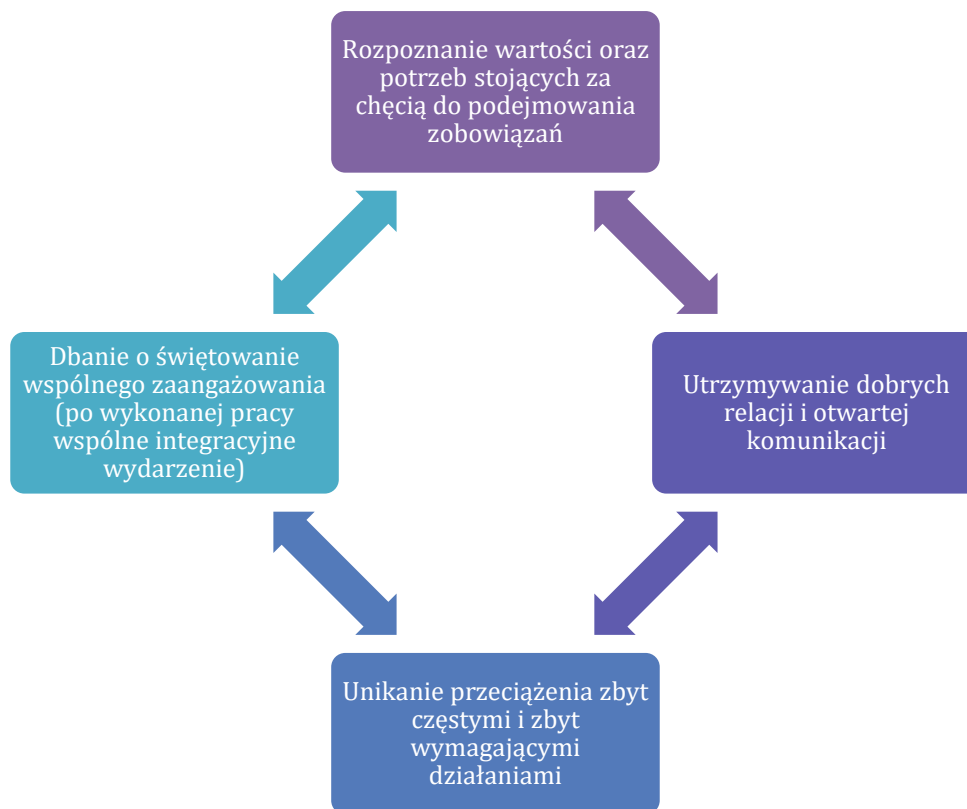 Rozpoznanie wartości oraz
potrzeb stojących za
chęcią do podejmowania
zobowiązań
Dbanie o świętowanie
wspólnego zaangażowania
(po wykonanej pracy
wspólne integracyjne
wydarzenie)
Utrzymywanie dobrych
relacji i otwartej
komunikacji
Unikanie przeciążenia zbyt
częstymi i zbyt
wymagającymi
działaniami